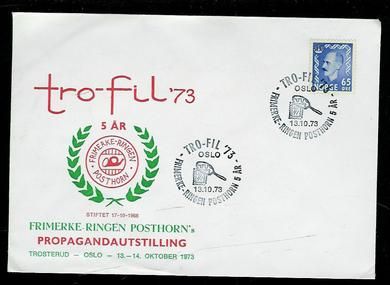 tro-fil '73
5 ÅR
FRIMERKE-RINGEN
POSTHORN
STIFTET 17-10-1968
FRIMERKE-RINGEN POSTHORN's
PROPAGANDAUTSTILLING
TROSTERUD - OSLO - 13.-14. OKTOBER 1973
NORGE 65
ØRE
TRO-FIL '73
OSLO
13.10.73
FRIMERKE-RINGEN POSTHORN 5 ÅR
TRO-FIL '73
OSLO
13.10.73
FRIMERKE-RINGEN POSTHORN 5 ÅR